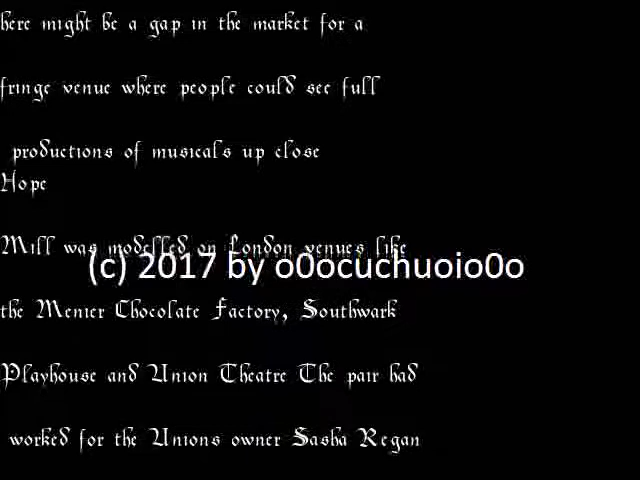 here might be a gap in the market for a
fringe venue where people could see full
productions of musicals up close
Hope
Mill was modelled on London venues like
(c) 2017 by o0ocuchuoio0o
the Menier Chocolate Factory, Southwark
Playhouse and Union Theatre The pair had
worked for the Unions owner Sasha Regan